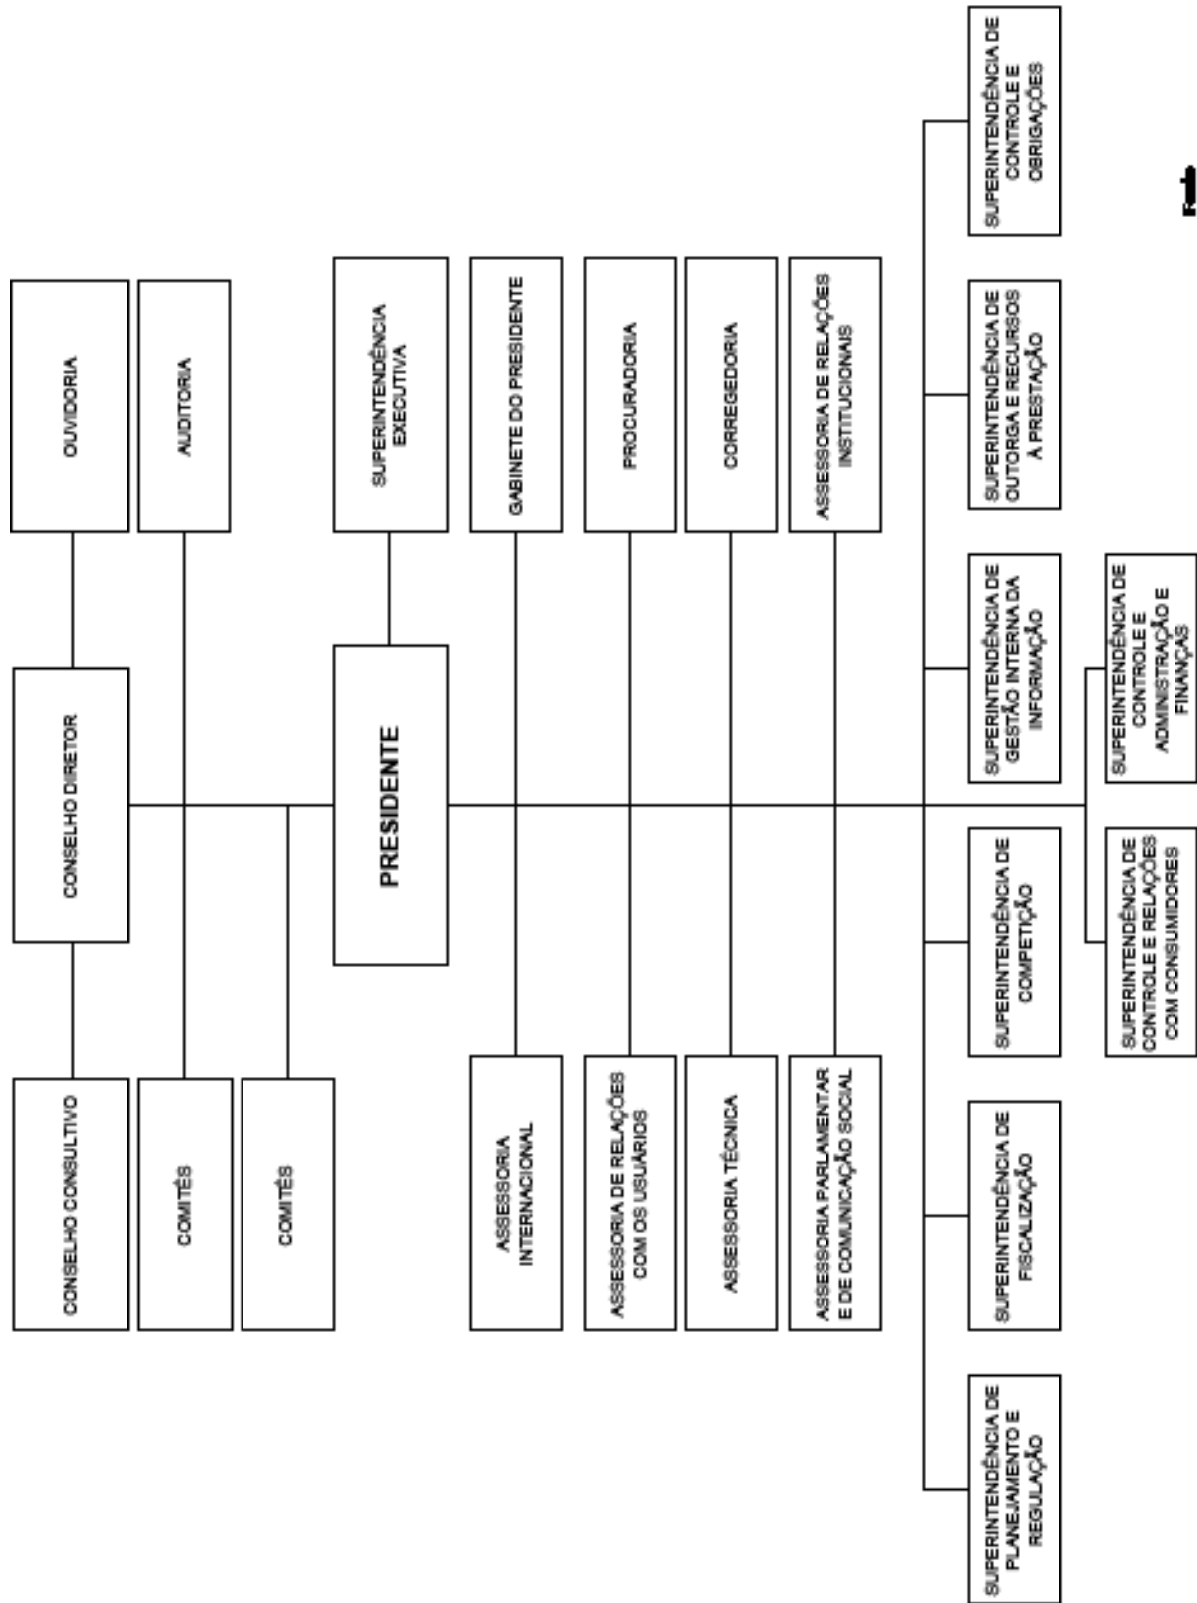 CONSELHO CONSULTIVO
CONSELHO DIRETOR
OUVIDORIA
COMITÊS
AUDITORIA
COMITÊS
PRESIDENTE
SUPERINTENDÊNCIA
EXECUTIVA
ASSESSORIA
INTERNACIONAL
GABINETE DO PRESIDENTE
ASSESSORIA DE RELAÇÕES
COM OS USUÁRIOS
PROCURADORIA
ASSESSORIA TÉCNICA
CORREGEDORIA
ASSESSORIA PARLAMENTAR
E DE COMUNICAÇÃO SOCIAL
ASSESSORIA DE RELAÇÕES
INSTITUCIONAIS
SUPERINTENDÊNCIA DE
PLANEJAMENTO E
REGULAÇÃO
SUPERINTENDÊNCIA DE
FISCALIZAÇÃO
SUPERINTENDÊNCIA DE
COMPETIÇÃO
SUPERINTENDÊNCIA DE
GESTÃO INTERNA DA
INFORMAÇÃO
SUPERINTENDÊNCIA DE
OUTORGA E RECURSOS
À PRESTAÇÃO
SUPERINTENDÊNCIA DE
CONTROLE E
OBRIGAÇÕES
SUPERINTENDÊNCIA DE
CONTROLE E RELAÇÕES
COM CONSUMIDORES
SUPERINTENDÊNCIA DE
CONTROLE E
ADMINISTRAÇÃO E
FINANÇAS